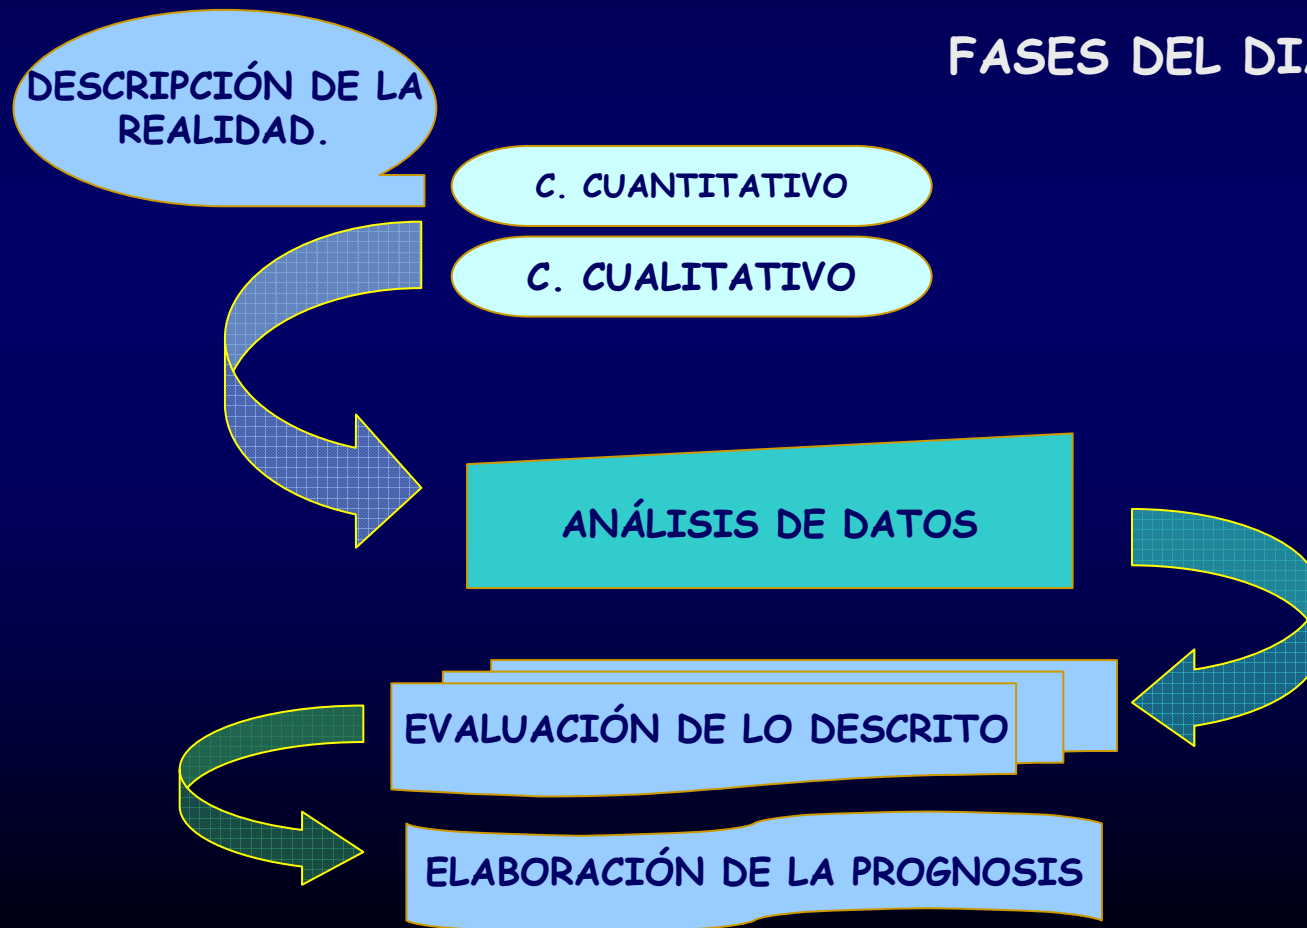 FASES DEL DIA
DESCRIPCIÓN DE LA
REALIDAD.
C. CUANTITATIVO
C. CUALITATIVO
ANÁLISIS DE DATOS
EVALUACIÓN DE LO DESCRITO
ELABORACIÓN DE LA PROGNOSIS